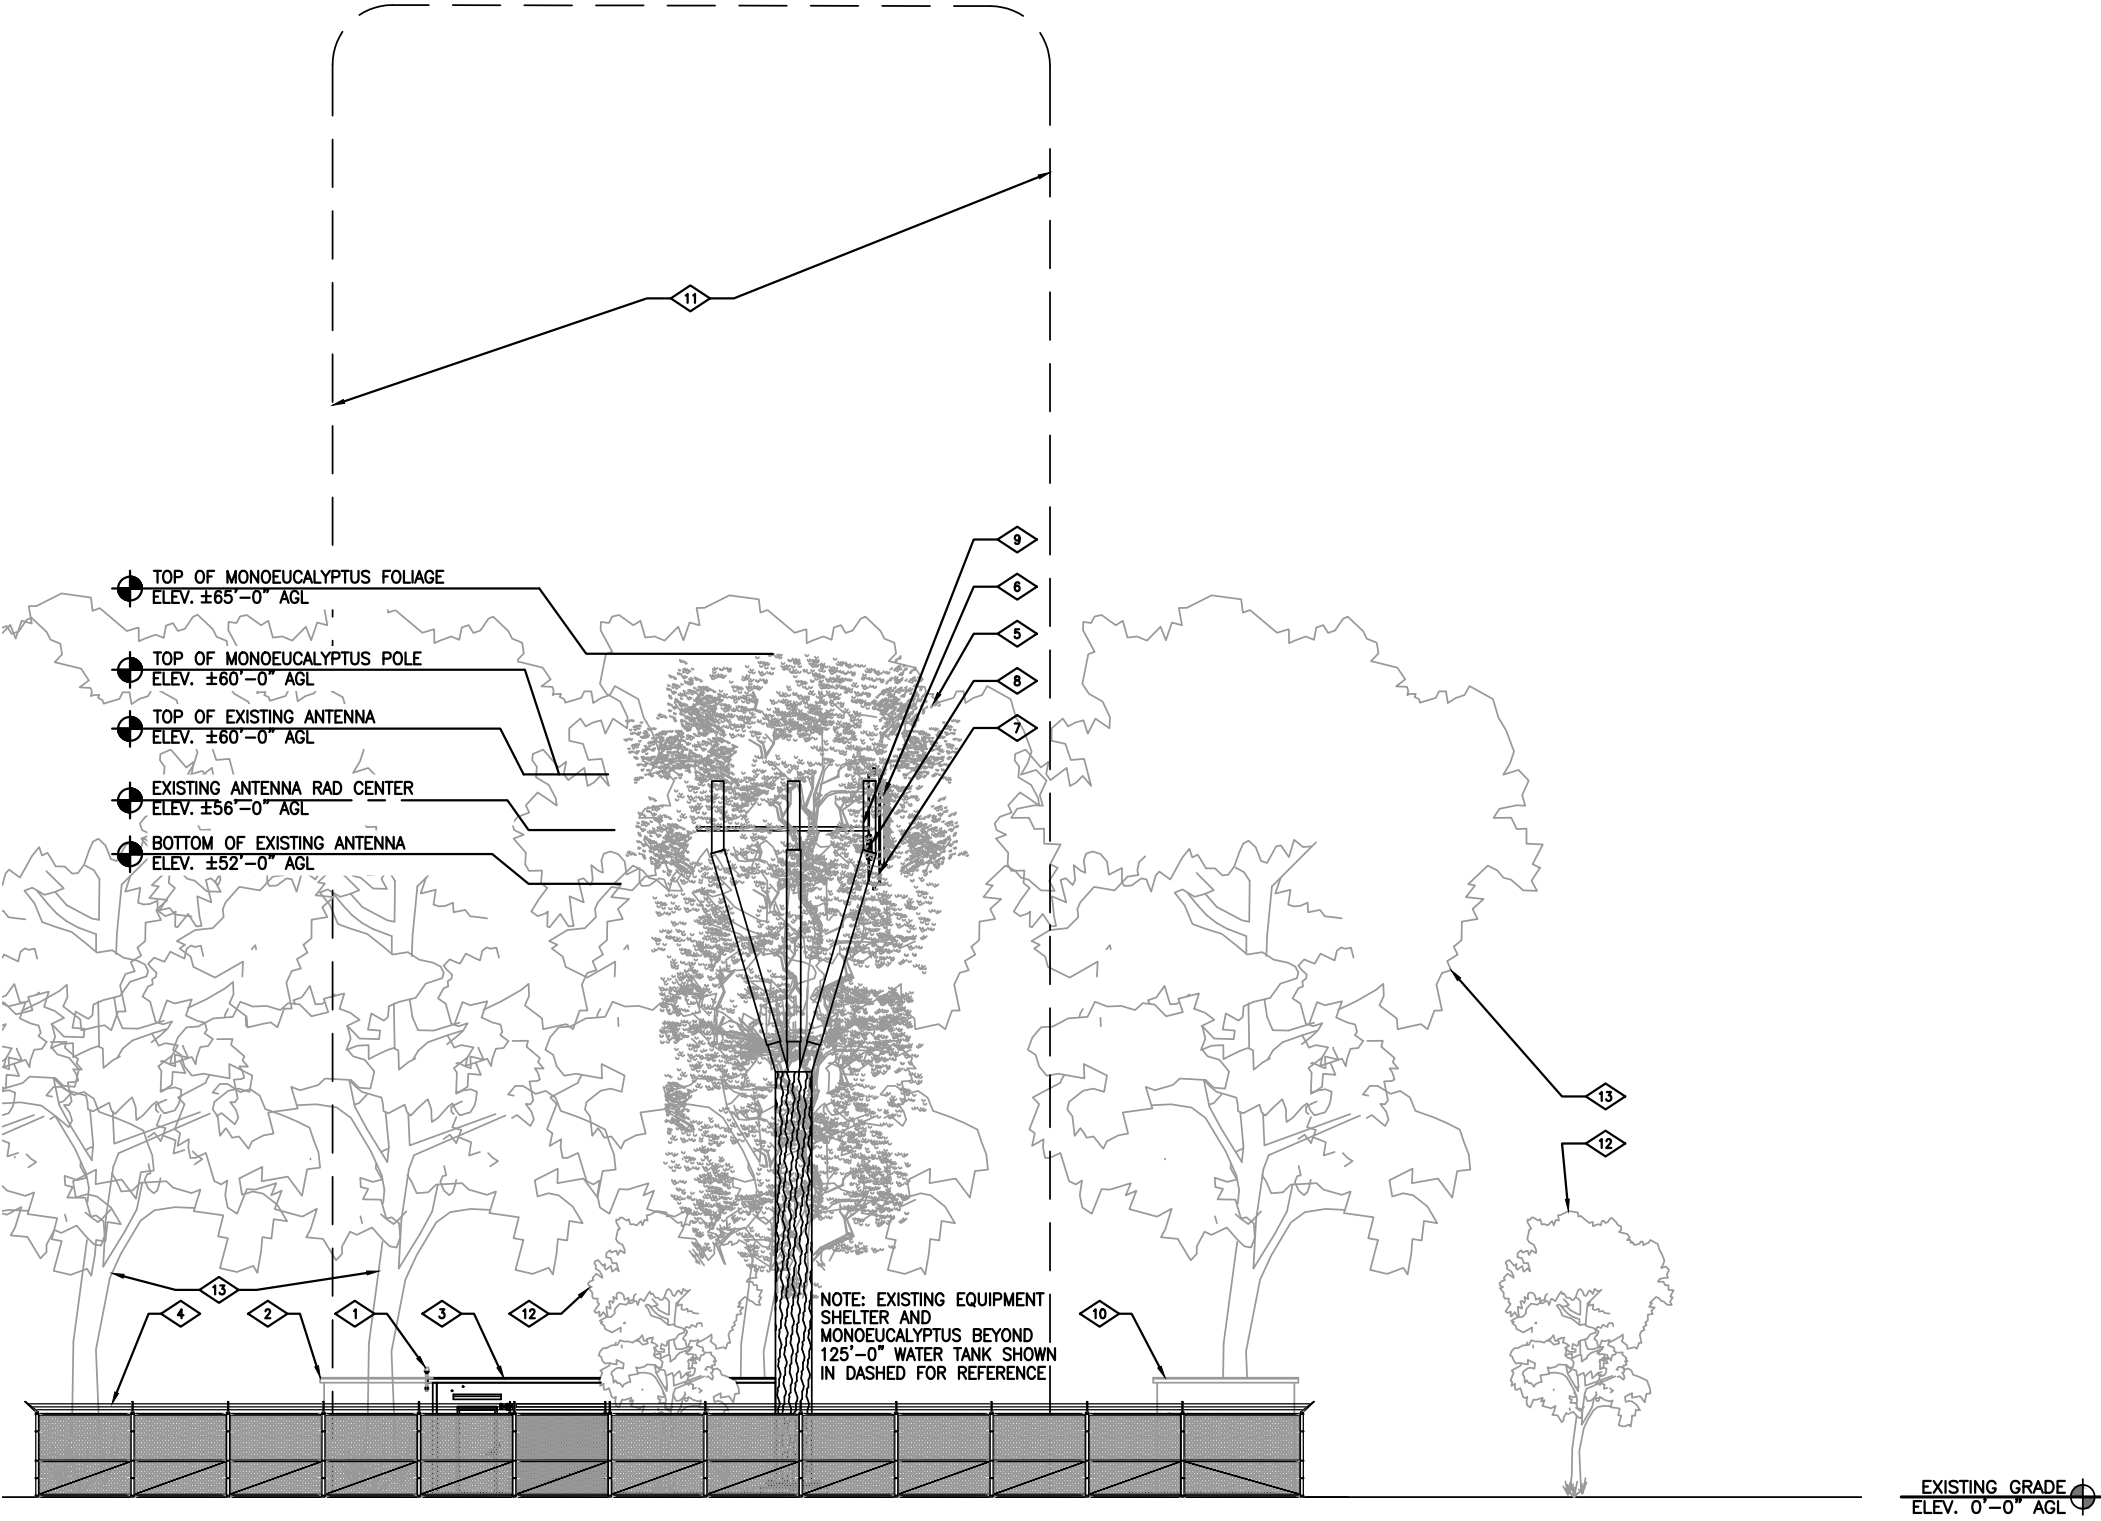 11
9
6
5
8
7
TOP OF MONOEUCALYPTUS FOLIAGE
ELEV. ±65'-0" AGL
TOP OF MONOEUCALYPTUS POLE
ELEV. ±60'-0" AGL
TOP OF EXISTING ANTENNA
ELEV. ±60'-0" AGL
EXISTING ANTENNA RAD CENTER
ELEV. ±56'-0" AGL
BOTTOM OF EXISTING ANTENNA
ELEV. ±52'-0" AGL
13
12
13
4
2
1
3
12
NOTE: EXISTING EQUIPMENT
SHELTER AND
MONOEUCALYPTUS BEYOND
125'-0" WATER TANK SHOWN
IN DASHED FOR REFERENCE
10
EXISTING GRADE
ELEV. 0'-0" AGL